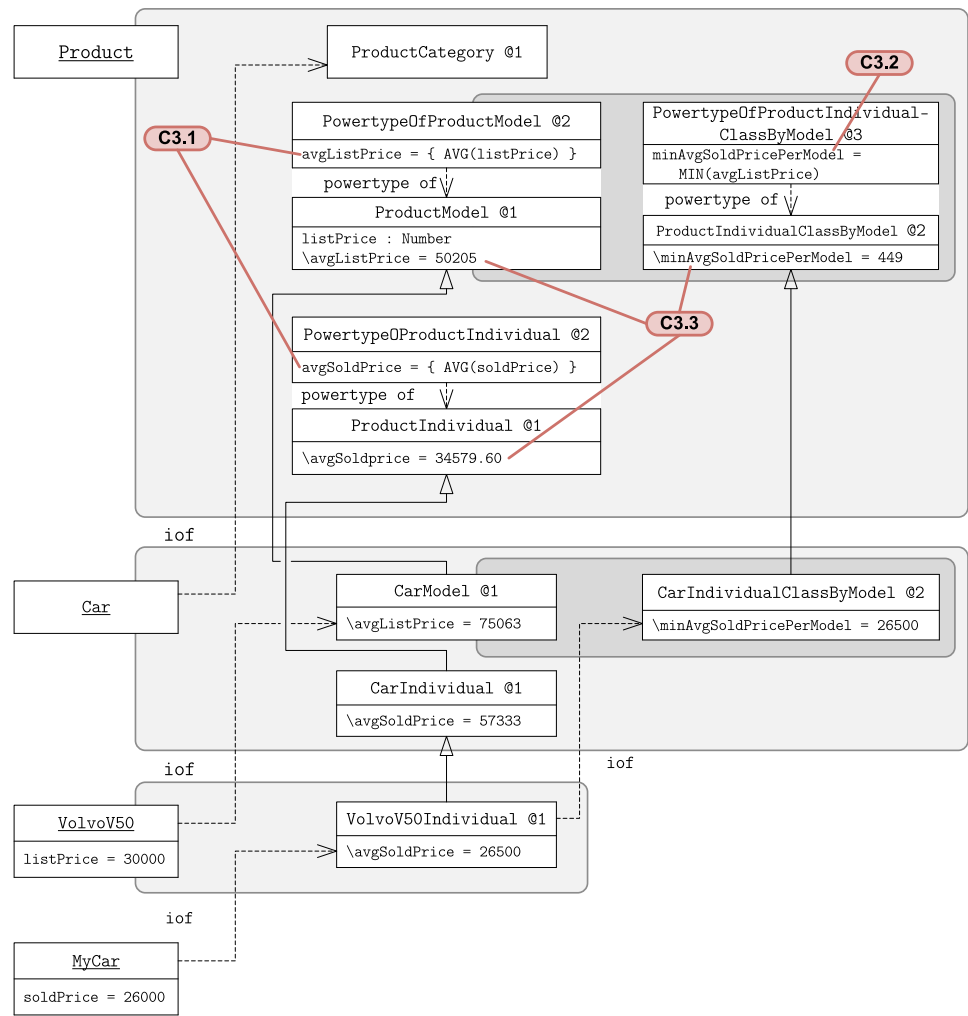 Product
ProductCategory @1
C3.2
PowertypeOfProductModel @2
PowertypeOfProductIndividual-
ClassByModel @3
C3.1
avgListPrice = { AVG(listPrice) }
minAvgSoldPricePerModel =
MIN(avgListPrice)
powertype of
powertype of
ProductModel @1
ProductIndividualClassByModel @2
listPrice : Number
\avgListPrice = 50205
\minAvgSoldPricePerModel = 449
C3.3
PowertypeOProductIndividual @2
avgSoldPrice = { AVG(soldPrice) }
powertype of
ProductIndividual @1
\avgSoldprice = 34579.60
iof
Car
CarModel @1
CarIndividualClassByModel @2
\avgListPrice = 75063
\minAvgSoldPricePerModel = 26500
CarIndividual @1
\avgSoldPrice = 57333
iof
iof
VolvoV50
VolvoV50Individual @1
listPrice = 30000
\avgSoldPrice = 26500
iof
MyCar
soldPrice = 26000